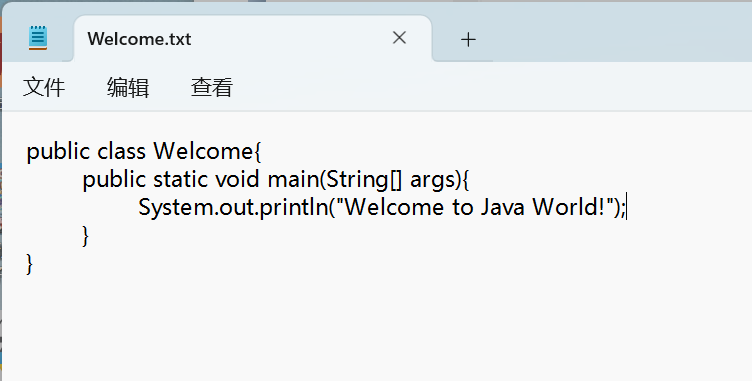 Welcome.txt
文件 编辑 查看
public class Welcome{
public static void main(String[] args){
System.out.println("Welcome to Java World!");
}
}